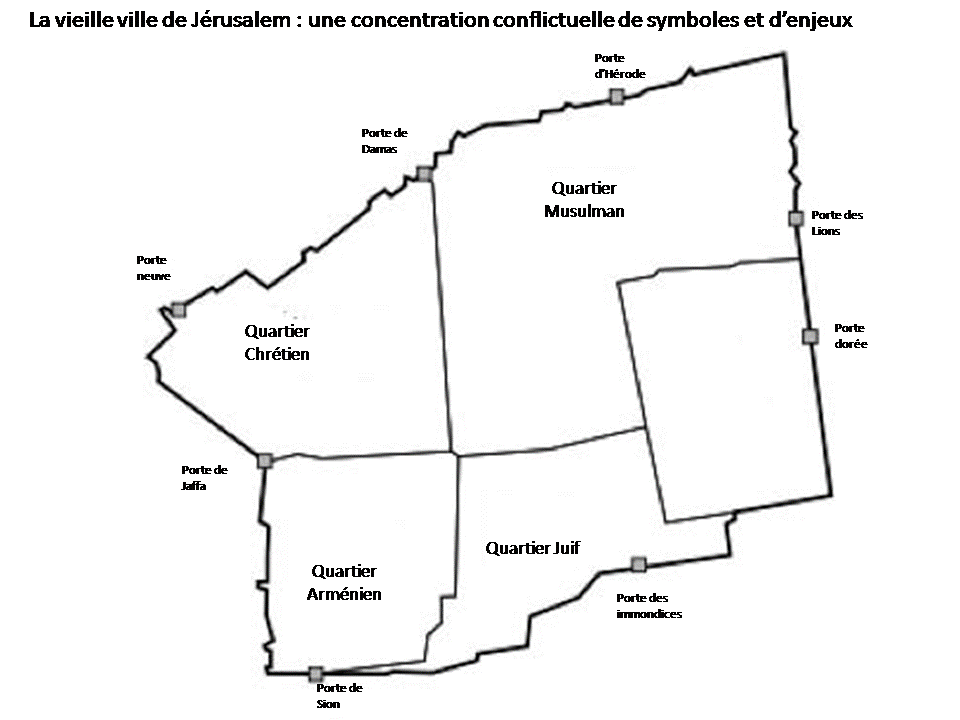 La vieille ville de Jérusalem : une concentration conflictuelle de symboles et d'enjeux
Porte
d'Hérode
Porte de
Damas
Quartier
Musulman
Porte des
Lions
Porte
neuve
Quartier
Chrétien
Porte
dorée
Porte de
Jaffa
Quartier Juif
Quartier
Arménien
Porte des
immondices
Porte de
Sion